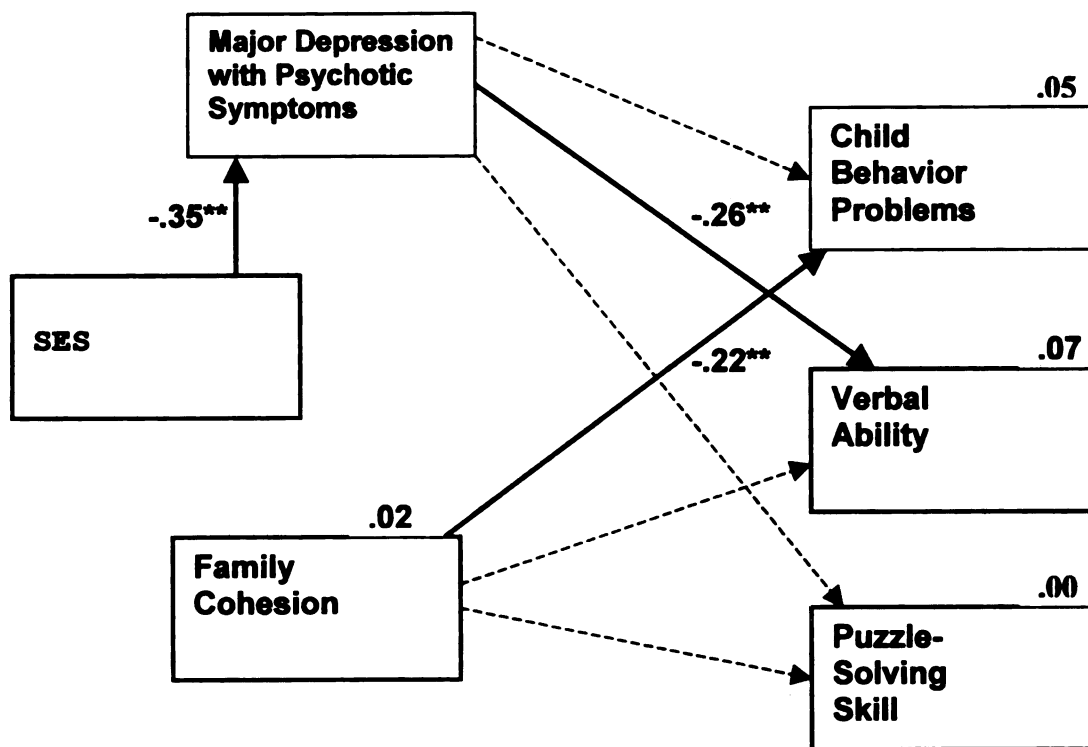 Major Depression
with Psychotic
Symptoms
.05
Child
Behavior
Problems
-.35**
-.26**
SES
-.22**
.07
Verbal
Ability
.02
Family
Cohesion
.00
Puzzle-
Solving
Skill